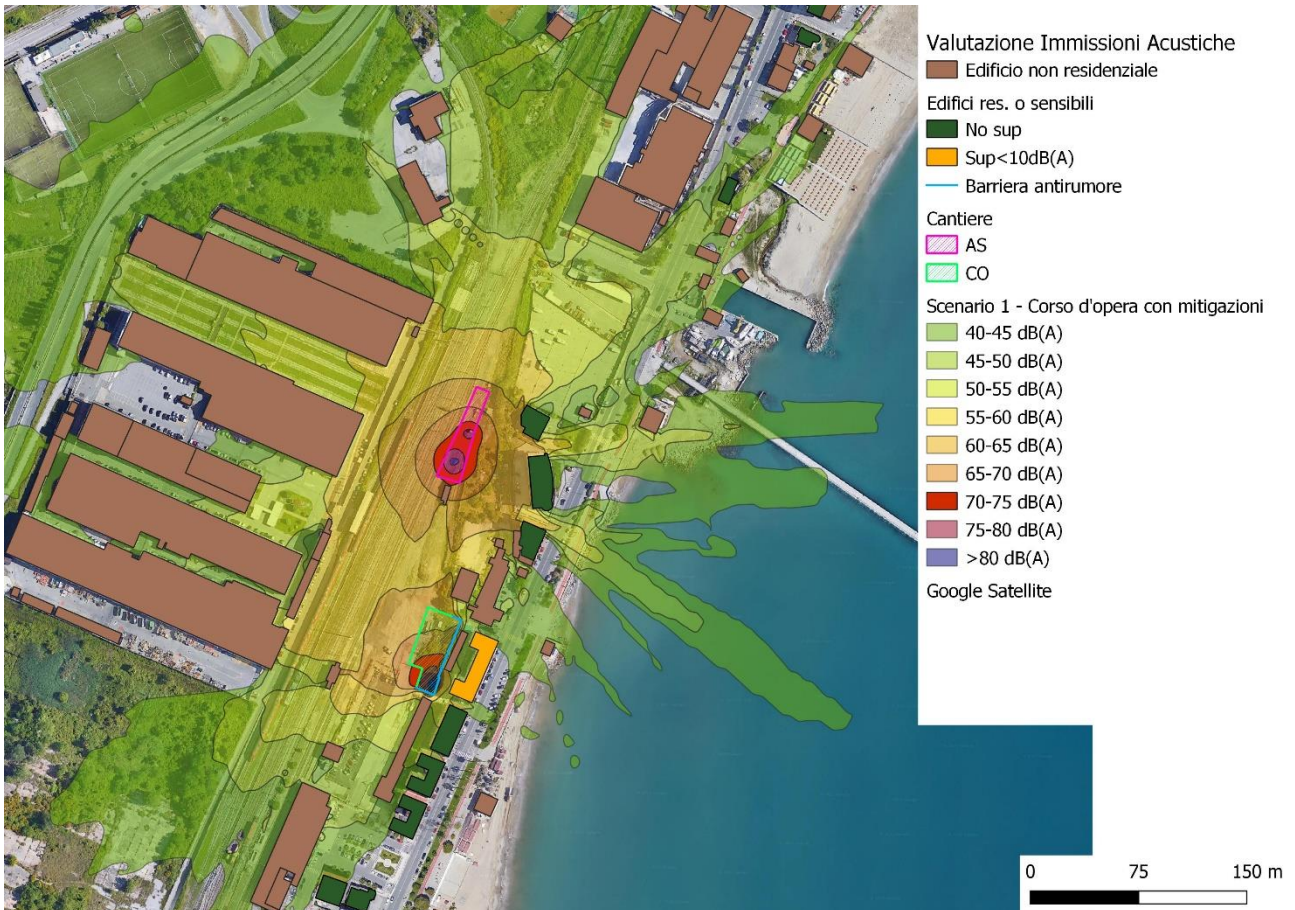 Valutazione Immissioni Acustiche
Edificio non residenziale
Edifici res. o sensibili
No sup
Sup<10dB(A)
Barriera antirumore
Cantiere
AS
CO
Scenario 1 - Corso d'opera con mitigazioni
40-45 dB(A)
45-50 dB(A)
50-55 dB(A)
55-60 dB(A)
60-65 dB(A)
65-70 dB(A)
70-75 dB(A)
75-80 dB(A)
>80 dB(A)
Google Satellite
0 75 150 m